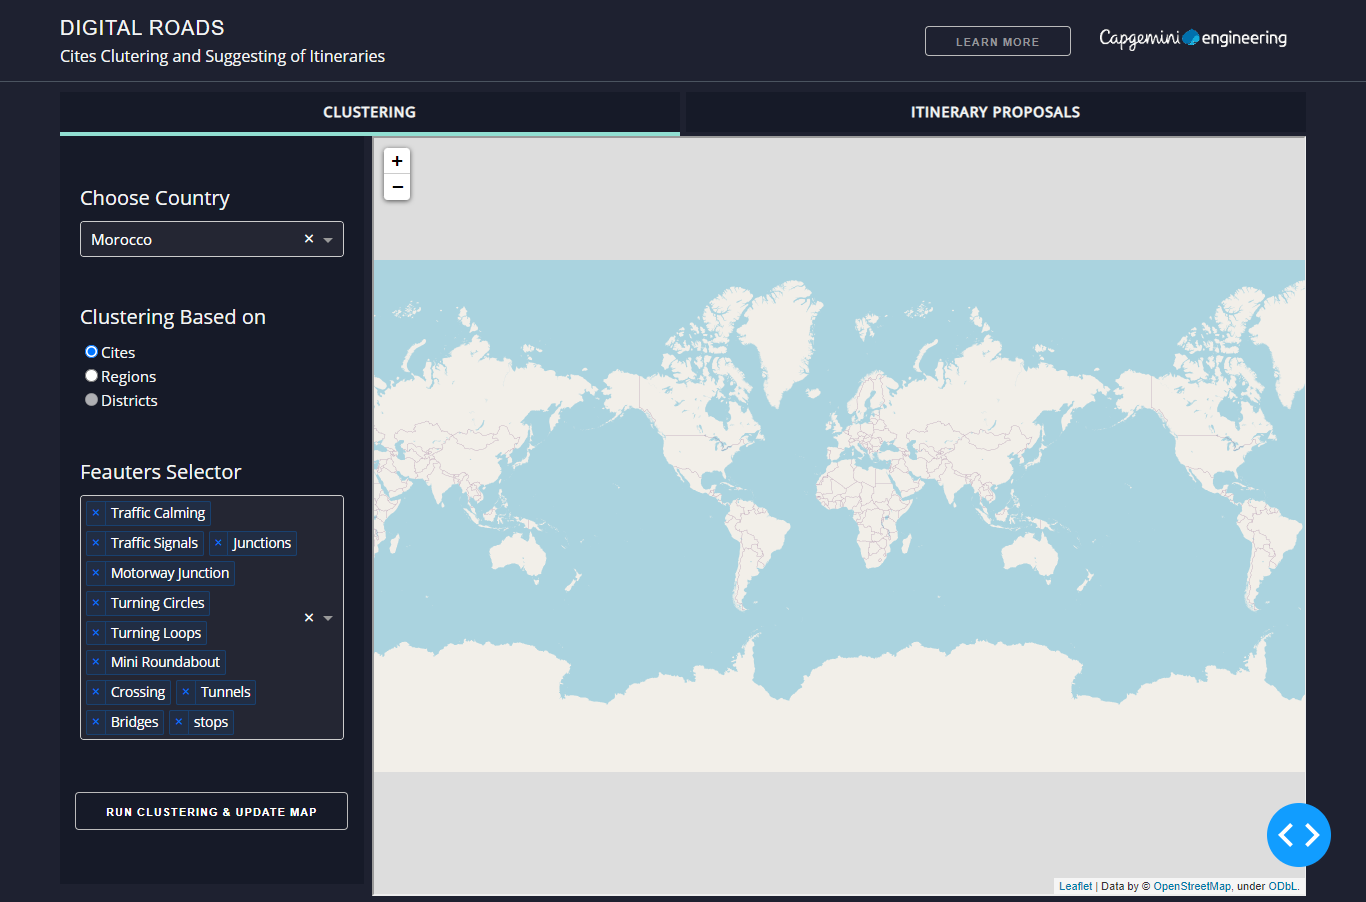 DIGITAL ROADS
Cites Clutering and Suggesting of Itineraries
LEARN MORE
Capgemini engineering
CLUSTERING
ITINERARY PROPOSALS
Choose Country
Morocco × 
Clustering Based on
Cites
Regions
Districts
Feauters Selector
× Traffic Calming
× Traffic Signals × Junctions
× Motorway Junction
× Turning Circles
× Turning Loops
× Mini Roundabout
× Crossing × Tunnels
× Bridges × stops
×
RUN CLUSTERING & UPDATE MAP
+
−
Leaflet | Data by © OpenStreetMap, under ODbL.